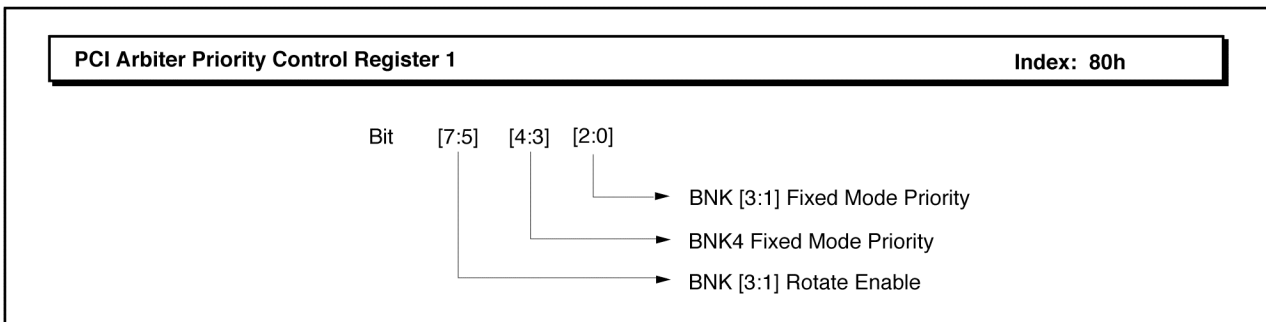 PCI Arbiter Priority Control Register 1 Index: 80h
Bit [7:5] [4:3] [2:0]
BNK [3:1] Fixed Mode Priority
BNK4 Fixed Mode Priority
BNK [3:1] Rotate Enable